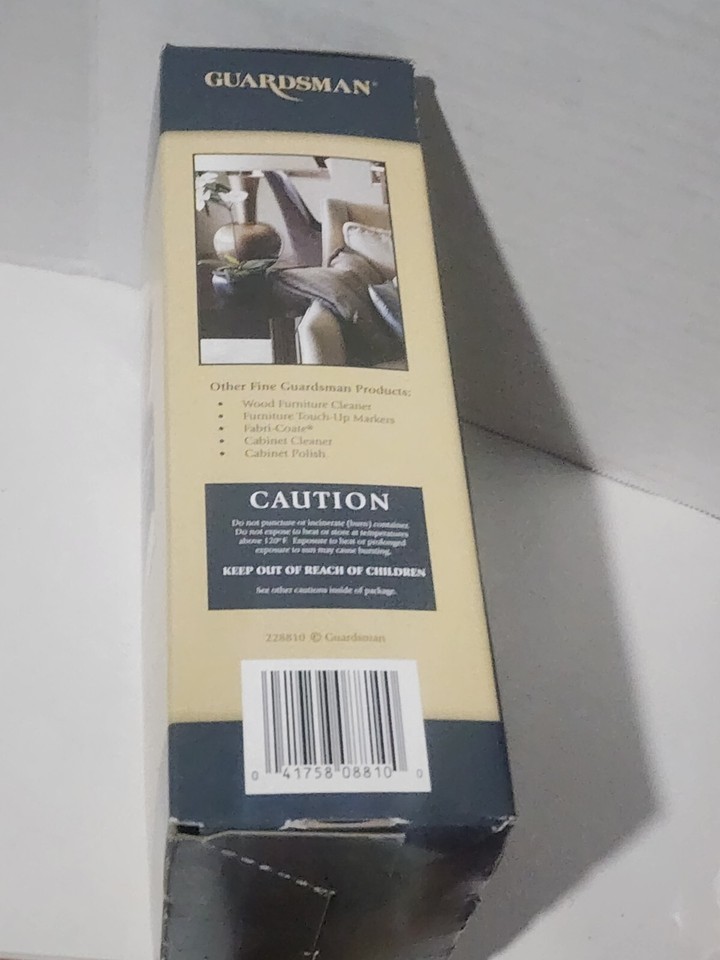 GUARDSMAN®
Other Fine Guardsman Products:
• Wood Furniture Cleaner
• Furniture Touch-Up Markers
• Fabri-Coate®
• Cabinet Cleaner
• Cabinet Polish
CAUTION
Do not puncture or incinerate (burn) container.
Do not expose to heat or store at temperatures
above 120° F. Exposure to heat or prolonged
exposure to sun may cause bursting.
KEEP OUT OF REACH OF CHILDREN
See other cautions inside of package.
228810 © Guardsman
0 41758 08810 0